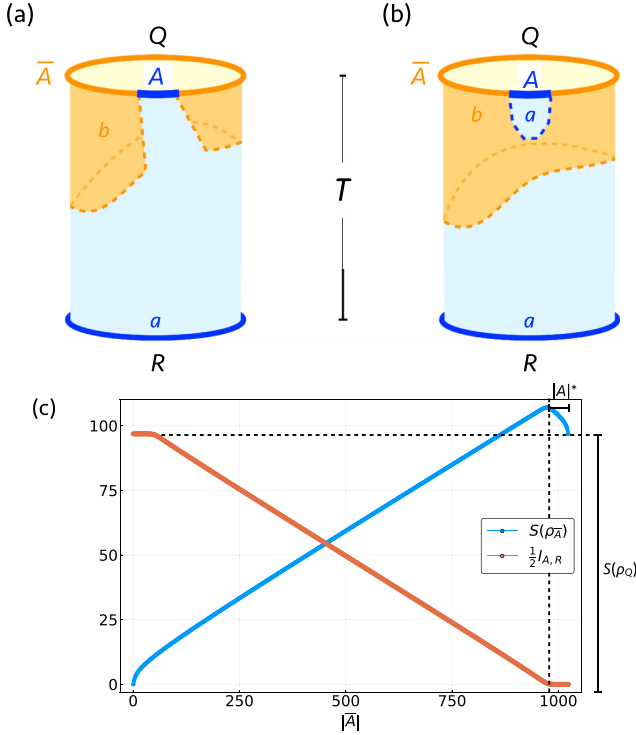 (a)
Q
A̅
A
b
a
R
T
(b)
Q
A̅
A
b
a
a
R
(c)
|A|*
100
75
50
25
0
S(ρ_A̅)
½I_{A,R}
S(ρ_Q)
0
250
500
750
1000
|A̅|